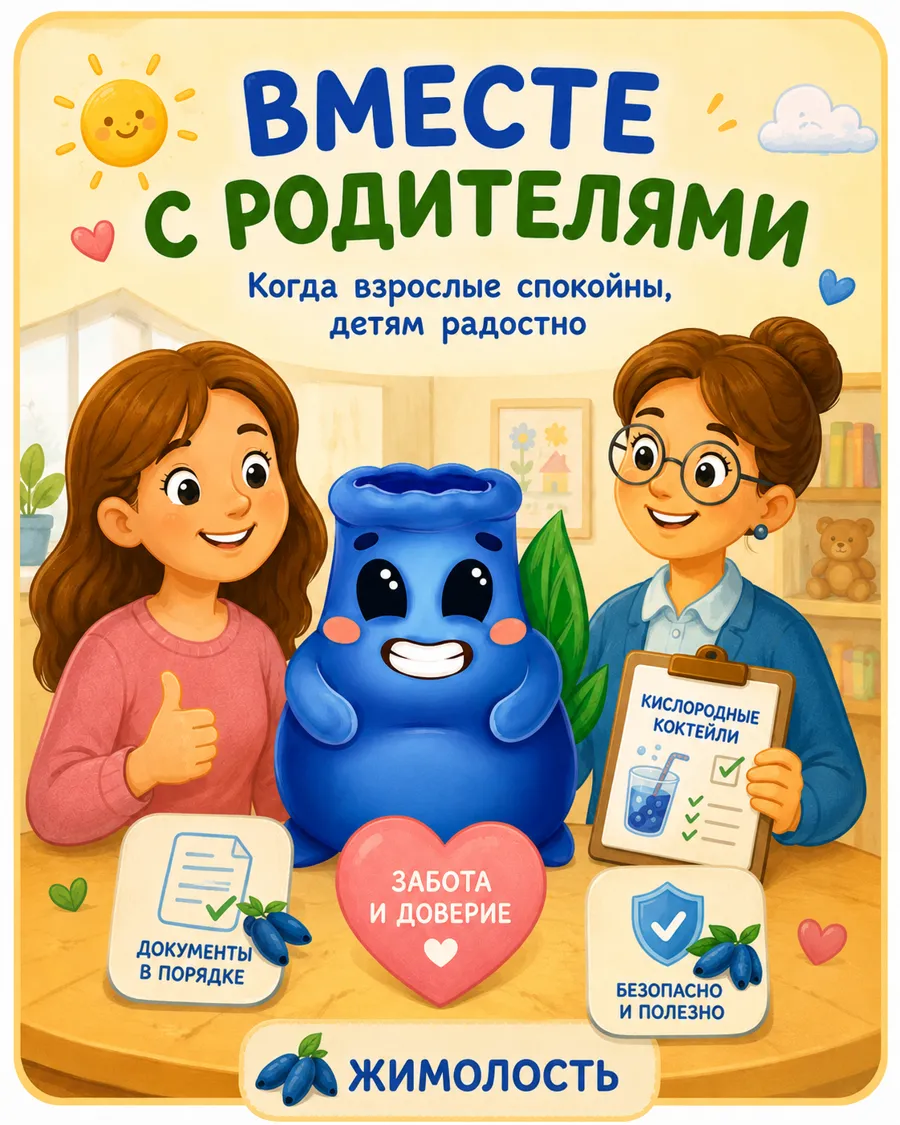 ВМЕСТЕ
С РОДИТЕЛЯМИ
Когда взрослые спокойны,
детям радостно
КИСЛОРОДНЫЕ
КОКТЕЙЛИ
ДОКУМЕНТЫ
В ПОРЯДКЕ
ЗАБОТА
И ДОВЕРИЕ
БЕЗОПАСНО
И ПОЛЕЗНО
ЖИМОЛОСТЬ